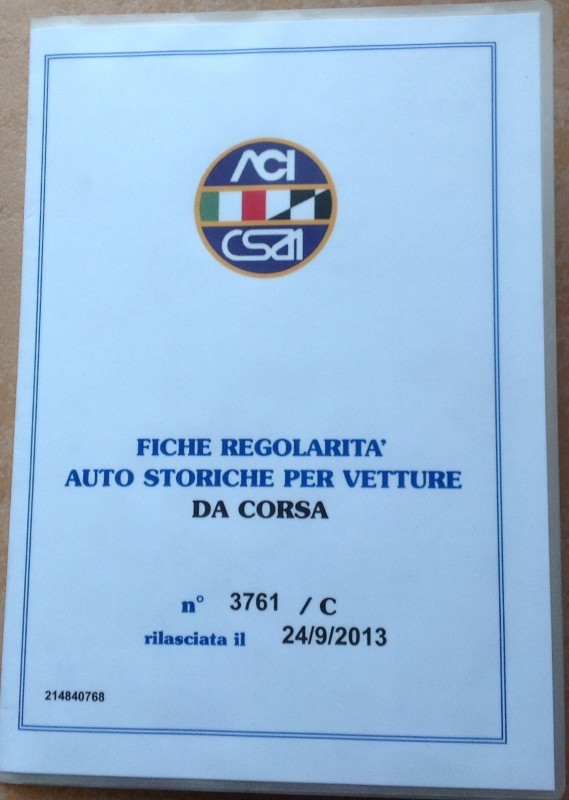 ACI
CSAI
FICHE REGOLARITA'
AUTO STORICHE PER VETTURE
DA CORSA
n° 3761 / C
rilasciata il 24/9/2013
214840768